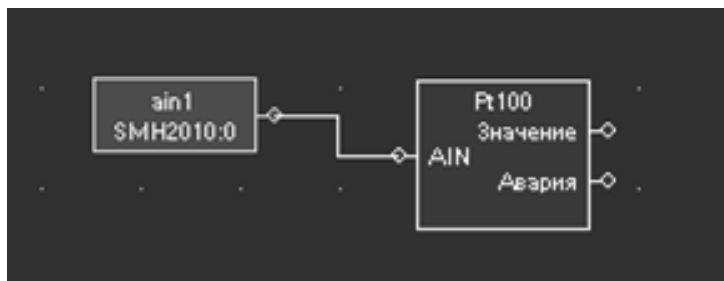 ain1
SMH2010:0
Pt100
Значение
AIN
Авария